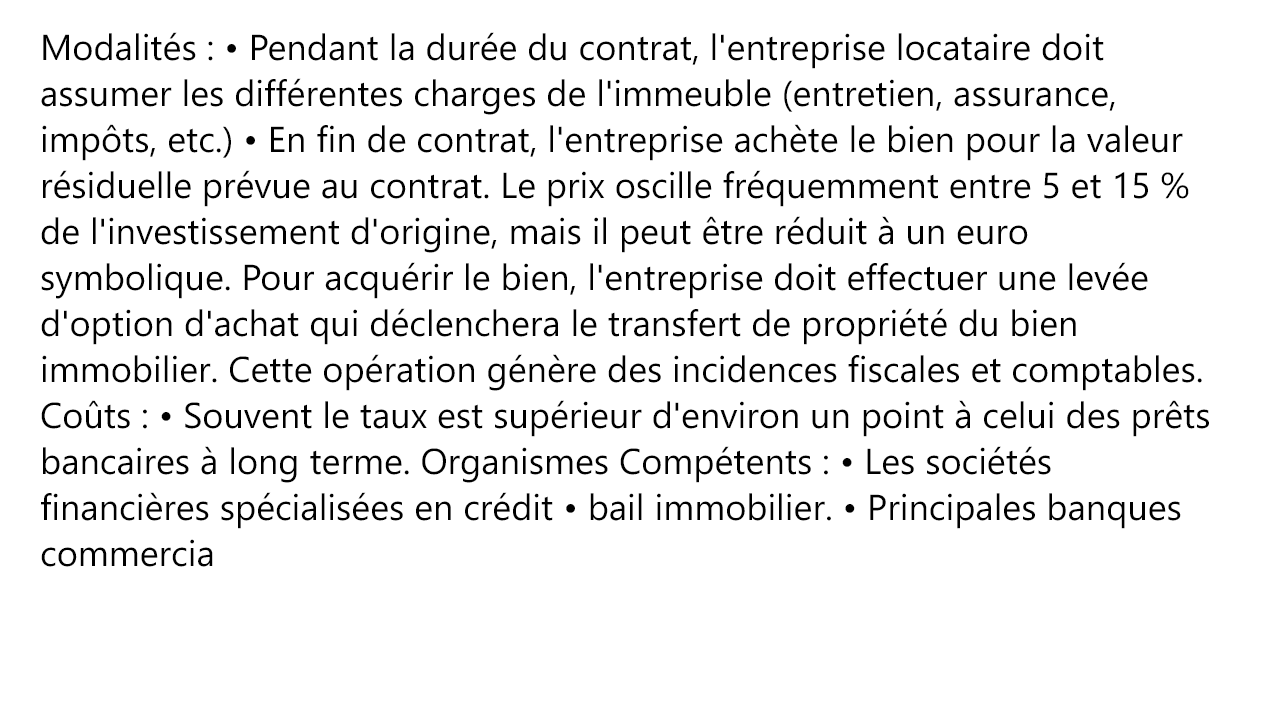 Modalités : • Pendant la durée du contrat, l'entreprise locataire doit
assumer les différentes charges de l'immeuble (entretien, assurance,
impôts, etc.) • En fin de contrat, l'entreprise achète le bien pour la valeur
résiduelle prévue au contrat. Le prix oscille fréquemment entre 5 et 15 %
de l'investissement d'origine, mais il peut être réduit à un euro
symbolique. Pour acquérir le bien, l'entreprise doit effectuer une levée
d'option d'achat qui déclenchera le transfert de propriété du bien
immobilier. Cette opération génère des incidences fiscales et comptables.
Coûts : • Souvent le taux est supérieur d'environ un point à celui des prêts
bancaires à long terme. Organismes Compétents : • Les sociétés
financières spécialisées en crédit • bail immobilier. • Principales banques
commercia